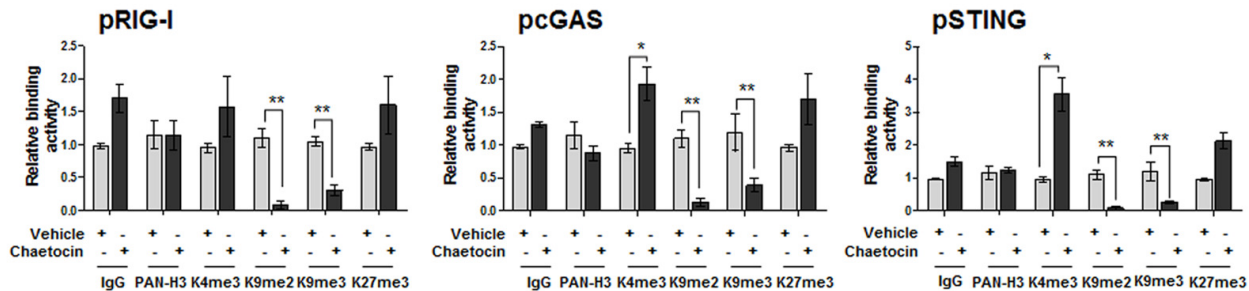 pRIG-I
Relative binding
activity
2.5
2.0
1.5
1.0
0.5
0.0
** **
Vehicle + - + - + - + - + - + -
Chaetocin - + - + - + - + - + - +
IgG PAN-H3 K4me3 K9me2 K9me3 K27me3
pcGAS
Relative binding
activity
2.5
2.0
1.5
1.0
0.5
0.0
* ** **
Vehicle + - + - + - + - + - + -
Chaetocin - + - + - + - + - + - +
IgG PAN-H3 K4me3 K9me2 K9me3 K27me3
pSTING
Relative binding
activity
5
4
3
2
1
0
* ** **
Vehicle + - + - + - + - + - + -
Chaetocin - + - + - + - + - + - +
IgG PAN-H3 K4me3 K9me2 K9me3 K27me3